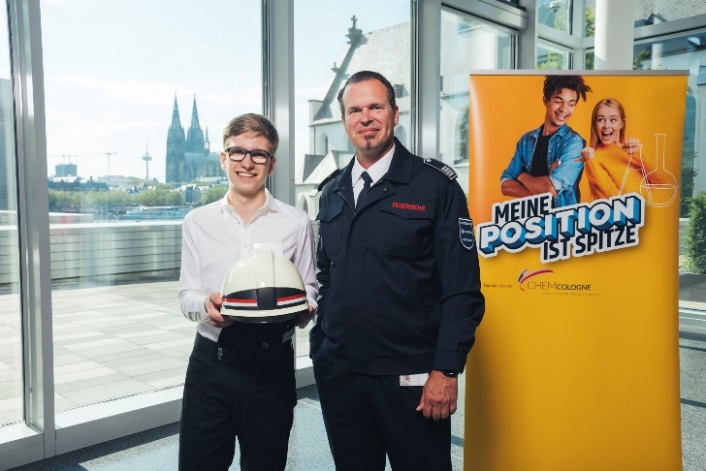 FEUERWEHR
MEINE
POSITION
IST SPITZE
CHEMCOLOGNE